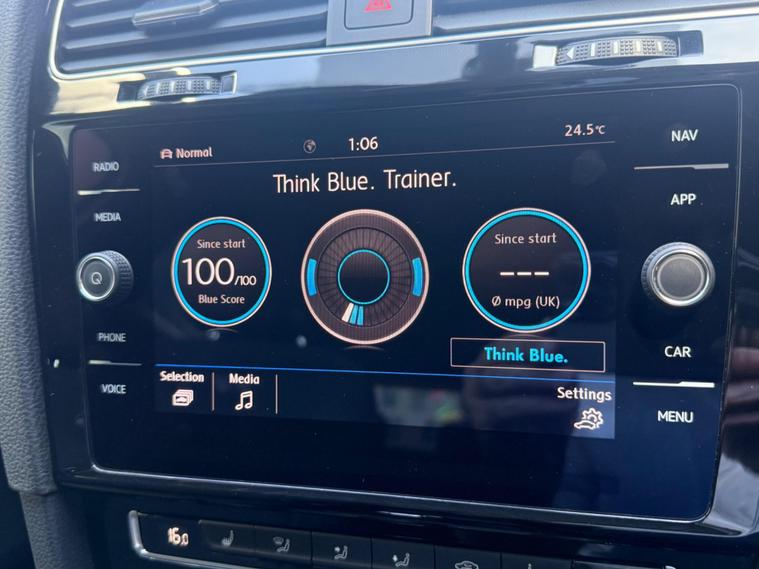 RADIO
MEDIA
PHONE
VOICE
Normal
1:06
24.5°C
Think Blue. Trainer.
Since start
100/100
Blue Score
Since start
---
Ø mpg (UK)
Think Blue.
Selection
Media
Settings
NAV
APP
CAR
MENU
16.0